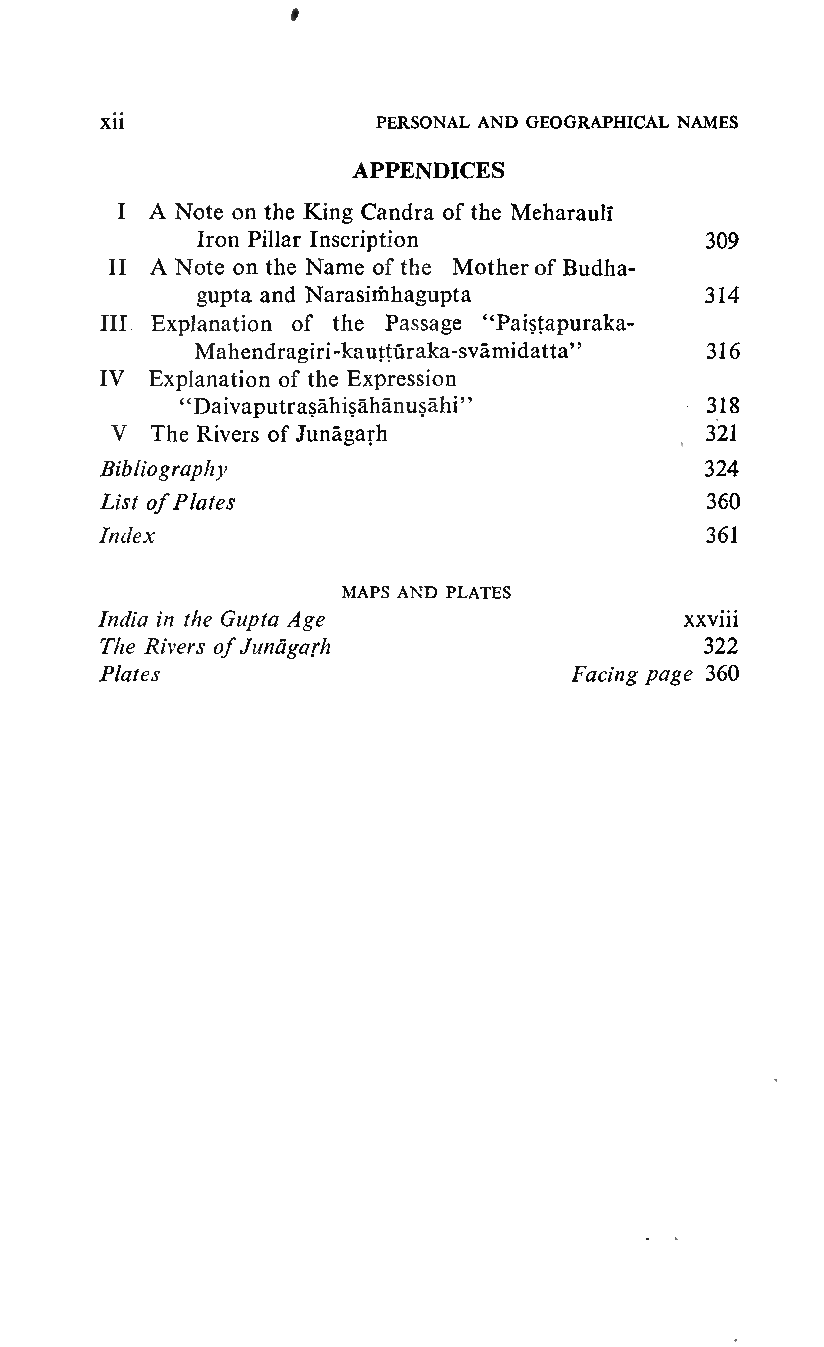 xii PERSONAL AND GEOGRAPHICAL NAMES
APPENDICES
I A Note on the King Candra of the Meharaulī
Iron Pillar Inscription 309
II A Note on the Name of the Mother of Budha-
gupta and Narasiṁhagupta 314
III Explanation of the Passage “Paiṣṭapuraka-
Mahendragiri-kauṭṭūraka-svāmidatta” 316
IV Explanation of the Expression
“Daivaputraṣāhiṣāhānuṣāhi” 318
V The Rivers of Junāgaṛh 321
Bibliography 324
List of Plates 360
Index 361
MAPS AND PLATES
India in the Gupta Age xxviii
The Rivers of Junāgaṛh 322
Plates Facing page 360